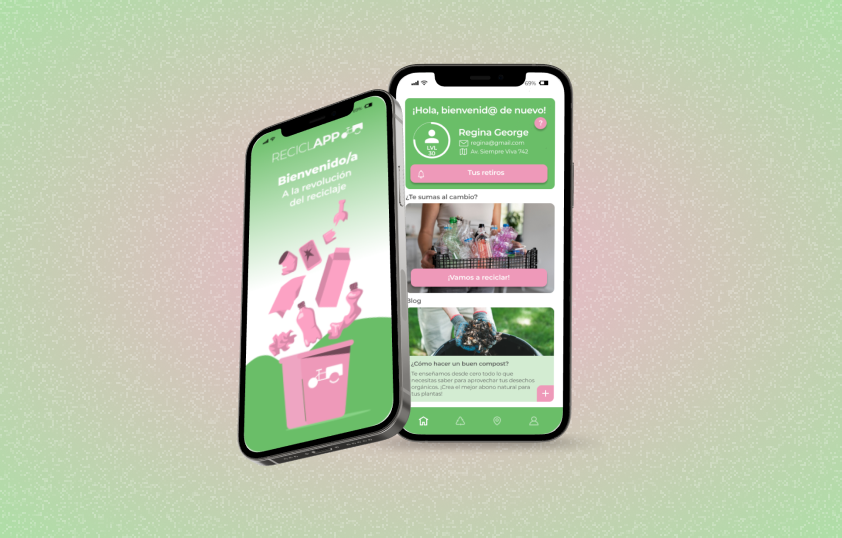 RECICLAPP
Bienvenido/a
A la revolución
del reciclaje
69%
¡Hola, bienvenid@ de nuevo!
?
Regina George
regina@gmail.com
Av. Siempre Viva 742
LVL
20
Tus retiros
¿Te sumas al cambio?
¡Vamos a reciclar!
Blog
¿Cómo hacer un buen compost?
Te enseñamos desde cero todo lo que
necesitas saber para aprovechar tus desechos
orgánicos. ¡Crea el mejor abono natural para
tus plantas!
+